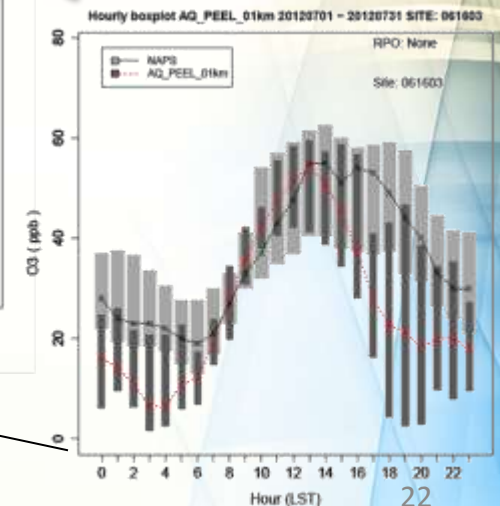 Hourly boxplot AQ_PEEL_01km 20120701 − 20120731 SITE: 061603
RPO: None
NAPS
AQ_PEEL_01km
Site: 061603
O3 ( ppb )
80
60
40
20
0
0 2 4 6 8 10 12 14 16 18 20 22
Hour (LST)
22